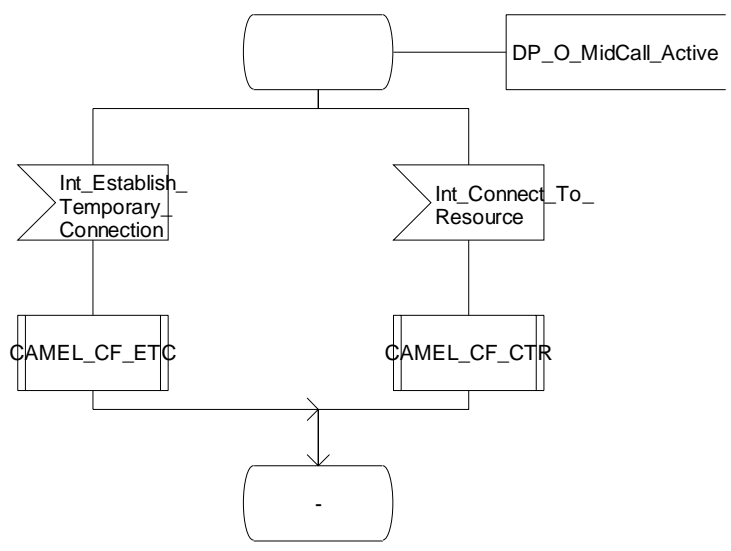 DP_O_MidCall_Active
Int_Establish_
Temporary_
Connection
Int_Connect_To_
Resource
CAMEL_CF_ETC
CAMEL_CF_CTR
-